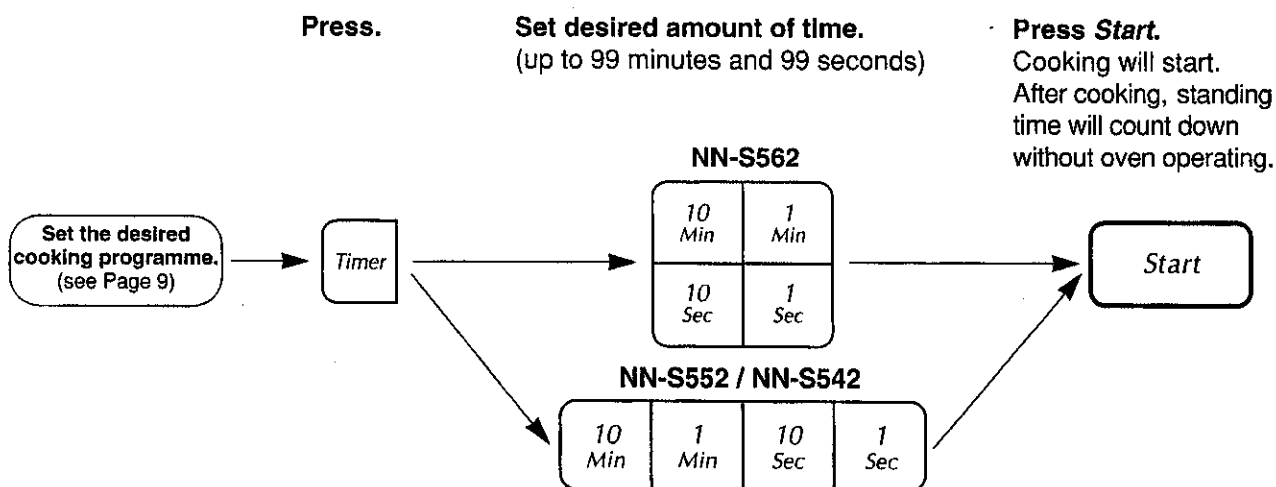 Press.
Set desired amount of time.
(up to 99 minutes and 99 seconds)
Press Start.
Cooking will start.
After cooking, standing
time will count down
without oven operating.
Set the desired
cooking programme.
(see Page 9)
Timer
NN-S562
10 Min 1 Min
10 Sec 1 Sec
NN-S552 / NN-S542
10 Min 1 Min 10 Sec 1 Sec
Start